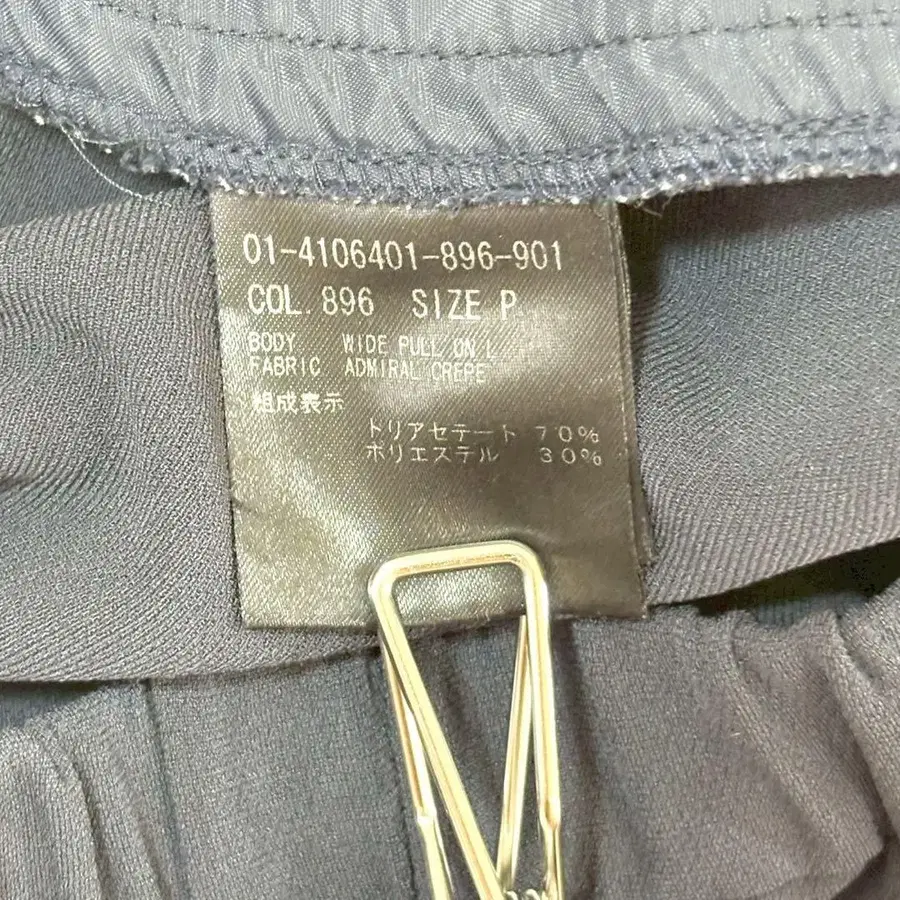 01-4106401-896-901
COL. 896 SIZE P
BODY WIDE PULL ON L
FABRIC ADMIRAL CREPE
組成表示
トリアセテート 70%
ポリエステル 30%